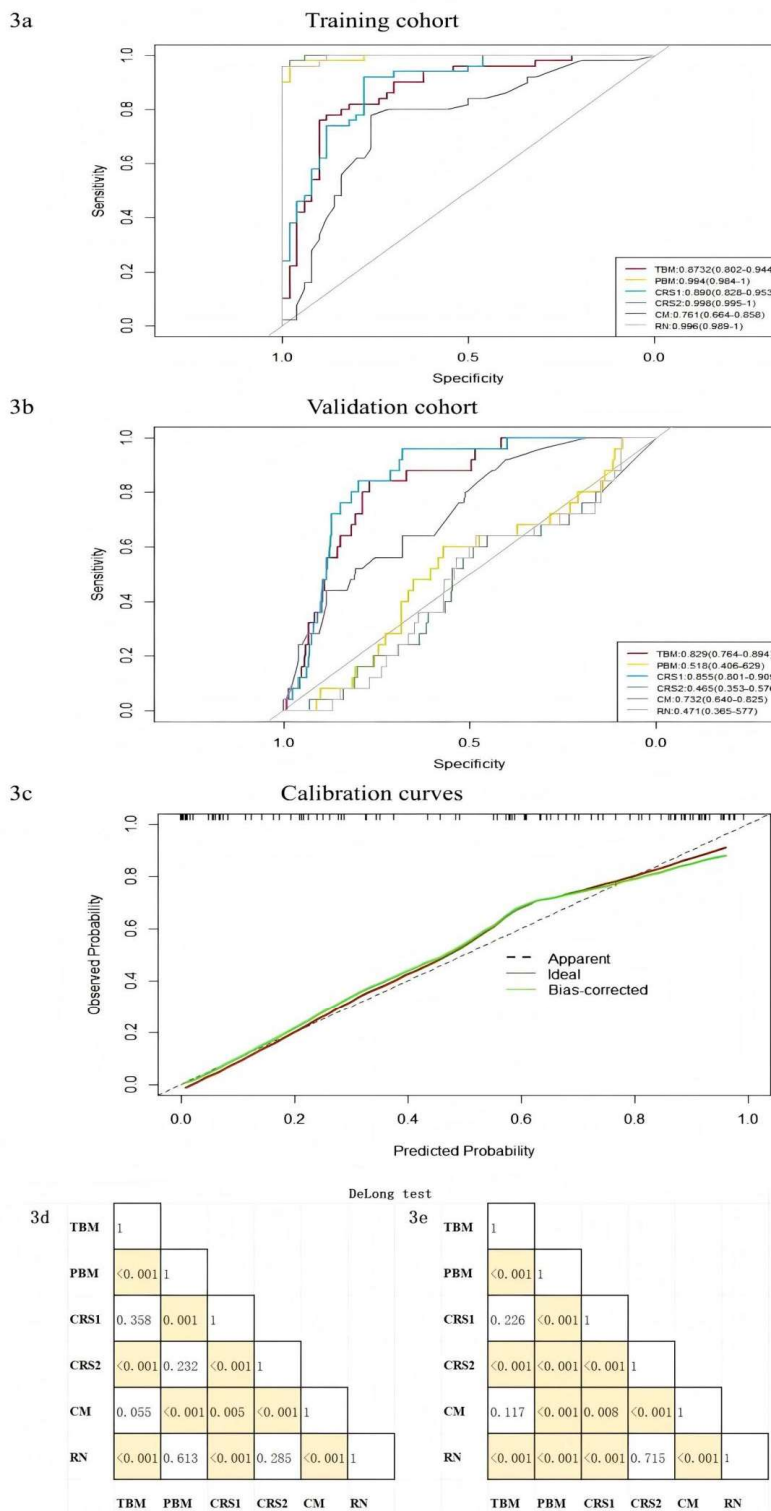 3a
Training cohort
1.0
0.8
0.6
0.4
0.2
0.0
Sensitivity
TBM:0.8732(0.802-0.944
PBM:0.994(0.984-1)
CRS1:0.890(0.828-0.953
CRS2:0.998(0.995-1)
CM:0.761(0.664-0.858)
RN:0.996(0.989-1)
1.0 0.5 0.0
Specificity
3b
Validation cohort
1.0
0.8
0.6
0.4
0.2
0.0
Sensitivity
TBM:0.829(0.764-0.894
PBM:0.518(0.406-629)
CRS1:0.855(0.801-0.909
CRS2:0.465(0.353-0.576
CM:0.732(0.640-0.825)
RN:0.471(0.365-577)
1.0 0.5 0.0
Specificity
3c
Calibration curves
1.0
0.8
0.6
0.4
0.2
0.0
Observed Probability
Apparent
Ideal
Bias-corrected
0.0 0.2 0.4 0.6 0.8 1.0
Predicted Probability
DeLong test
3d
TBM 1
PBM <0.001 1
CRS1 0.358 0.001 1
CRS2 <0.001 0.232 <0.001 1
CM 0.055 <0.001 0.005 <0.001 1
RN <0.001 0.613 <0.001 0.285 <0.001 1
TBM PBM CRS1 CRS2 CM RN
3e
TBM 1
PBM <0.001 1
CRS1 0.226 <0.001 1
CRS2 <0.001 <0.001 <0.001 1
CM 0.117 <0.001 0.008 <0.001 1
RN <0.001 <0.001 <0.001 0.715 <0.001 1
TBM PBM CRS1 CRS2 CM RN